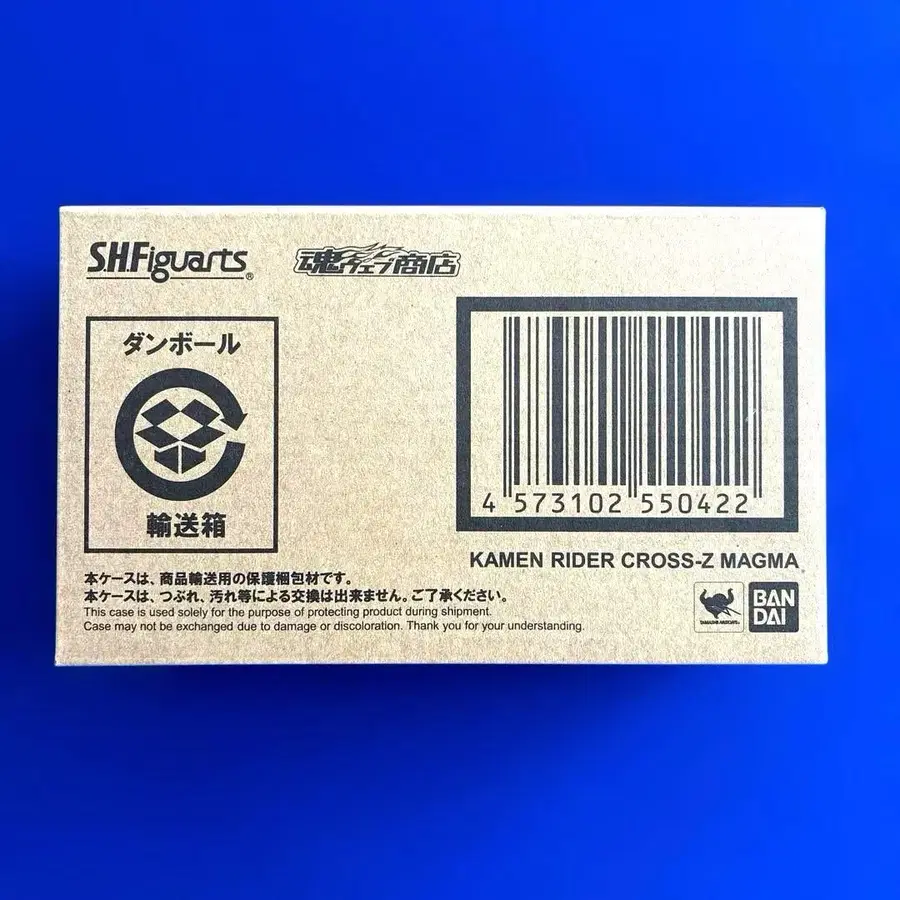 S.H.Figuarts®
魂ウェブ商店
ダンボール
輸送箱
4 573102 550422
KAMEN RIDER CROSS-Z MAGMA
本ケースは、商品輸送用の保護梱包材です。
本ケースは、つぶれ、汚れ等による交換は出来ません。ご了承ください。
This case is used solely for the purpose of protecting product during shipment.
Case may not be exchanged due to damage or discoloration. Thank you for your understanding.
TAMASHII NATIONS
BAN
DAI